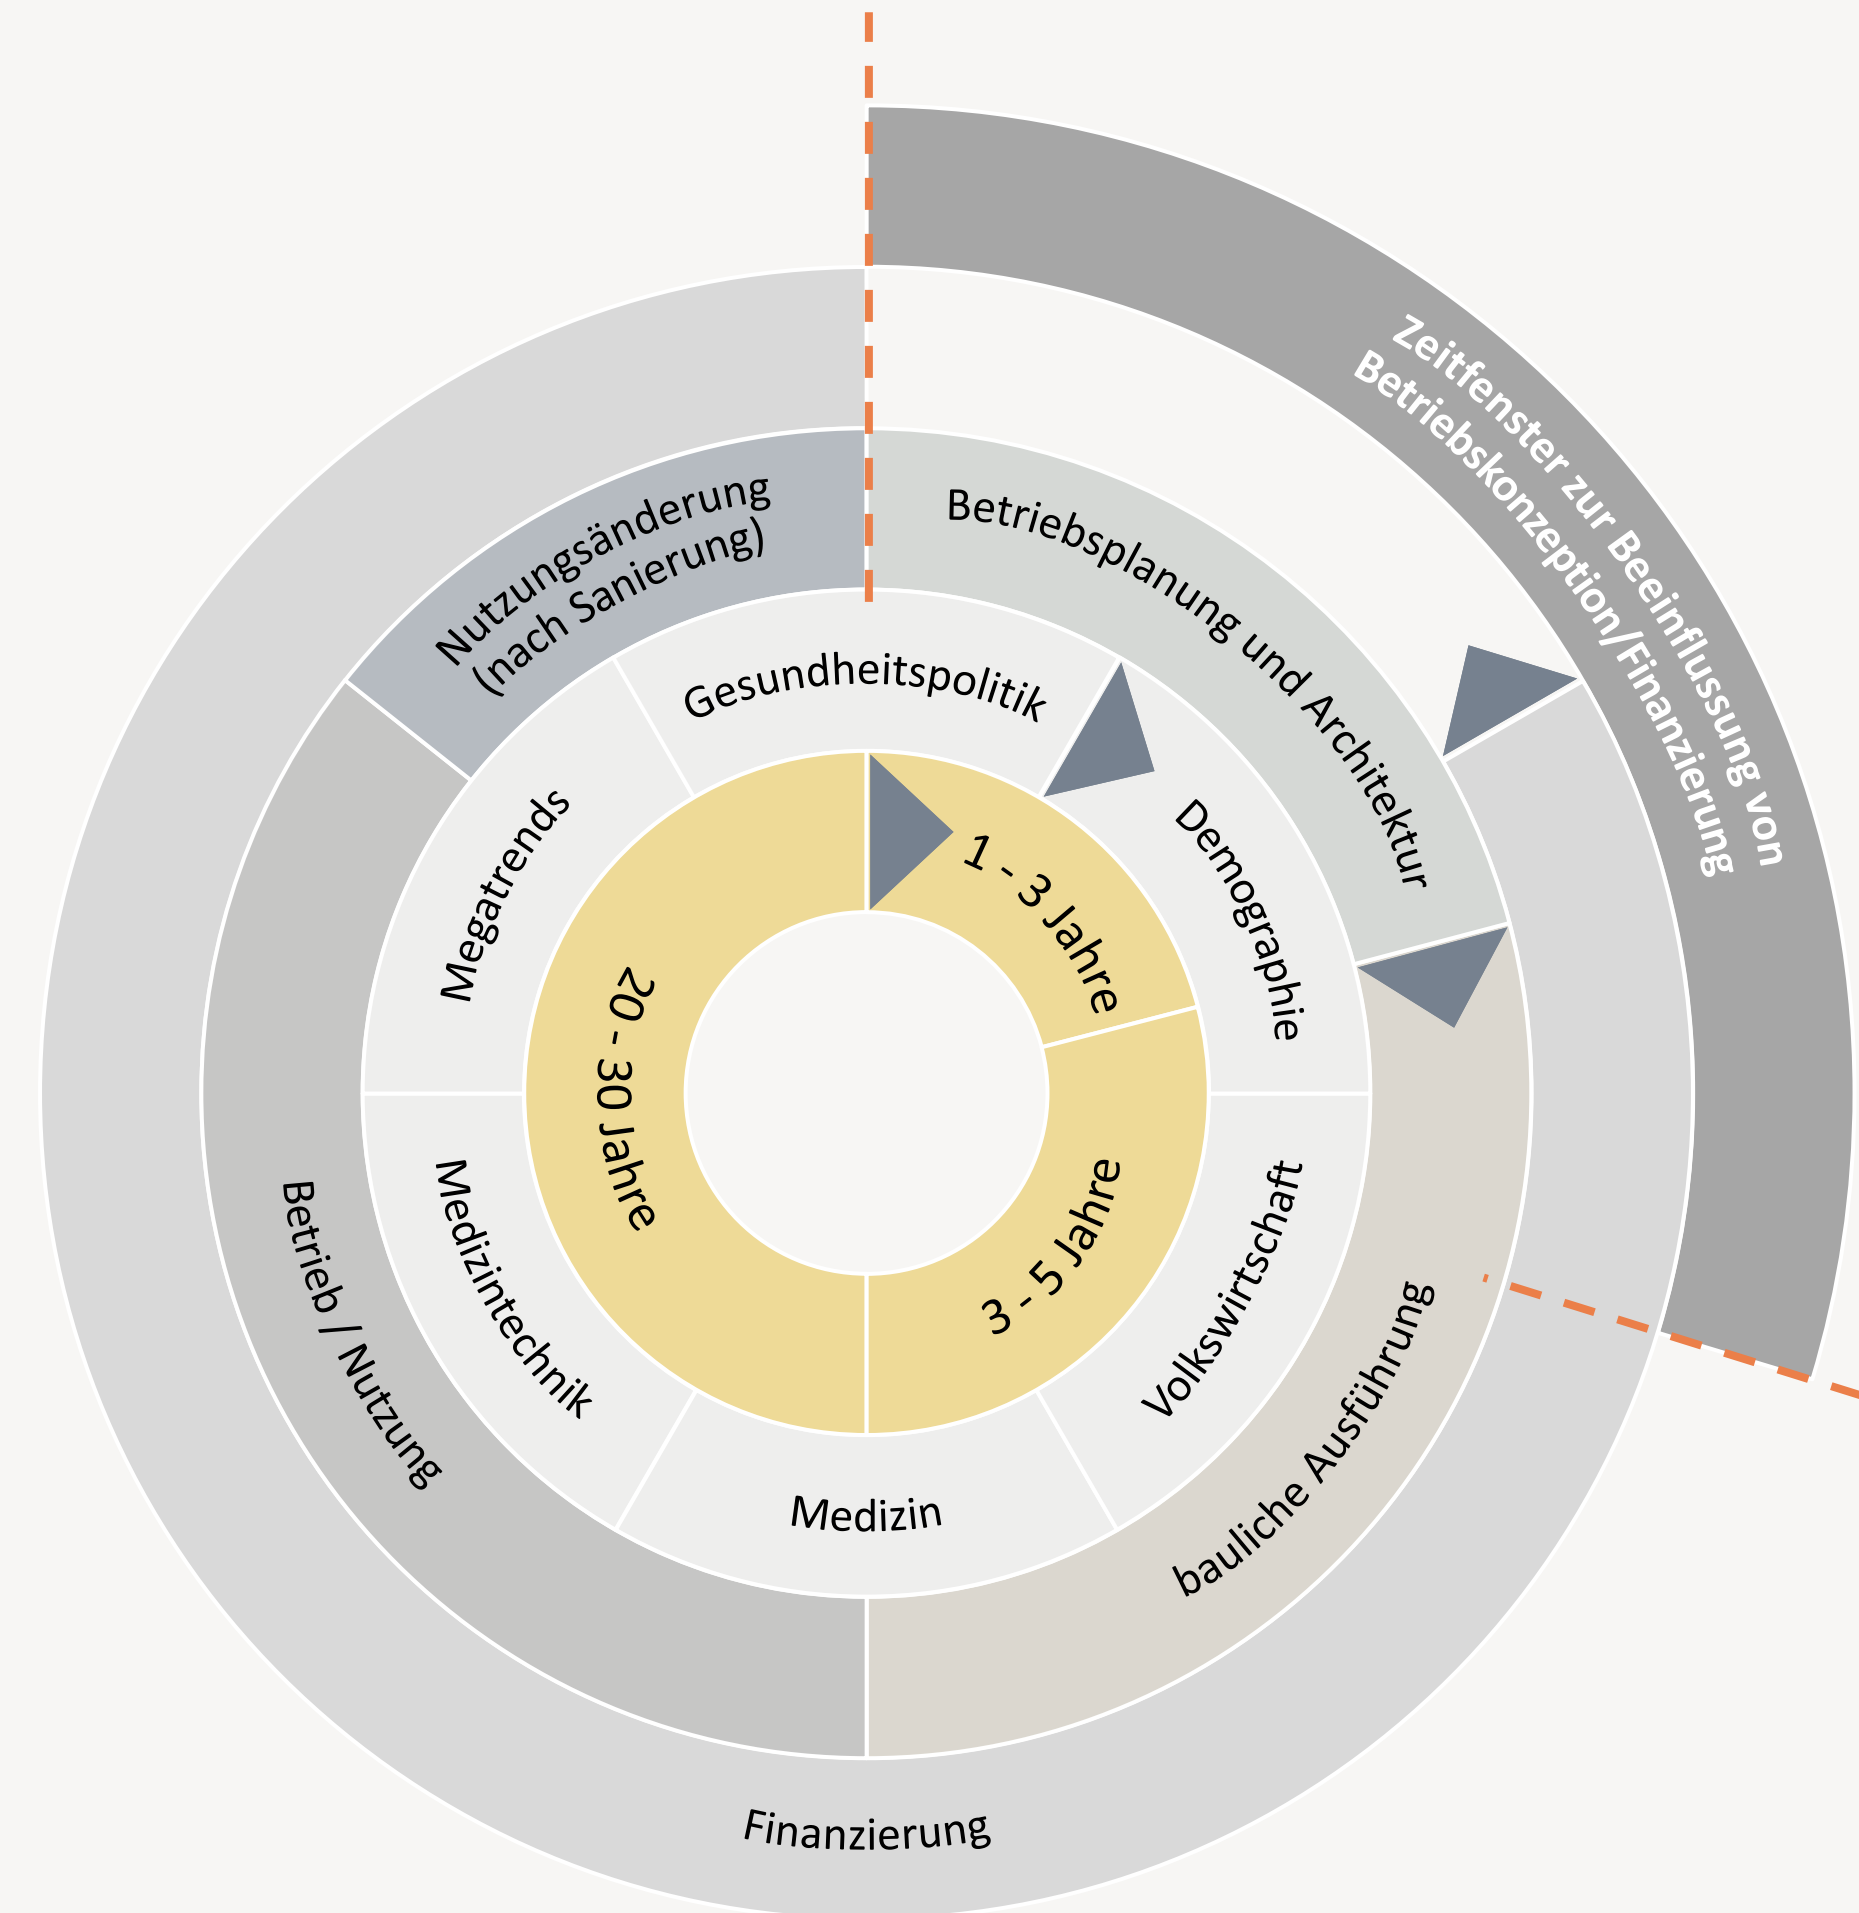 Zeitfenster zur Beeinflussung von
Betriebskonzeption/Finanzierung
Betriebsplanung und Architektur
bauliche Ausführung
Betrieb / Nutzung
Nutzungsänderung
(nach Sanierung)
Gesundheitspolitik
Demographie
Volkswirtschaft
Medizin
Medizintechnik
Megatrends
1 - 3 Jahre
3 - 5 Jahre
20 - 30 Jahre
Finanzierung